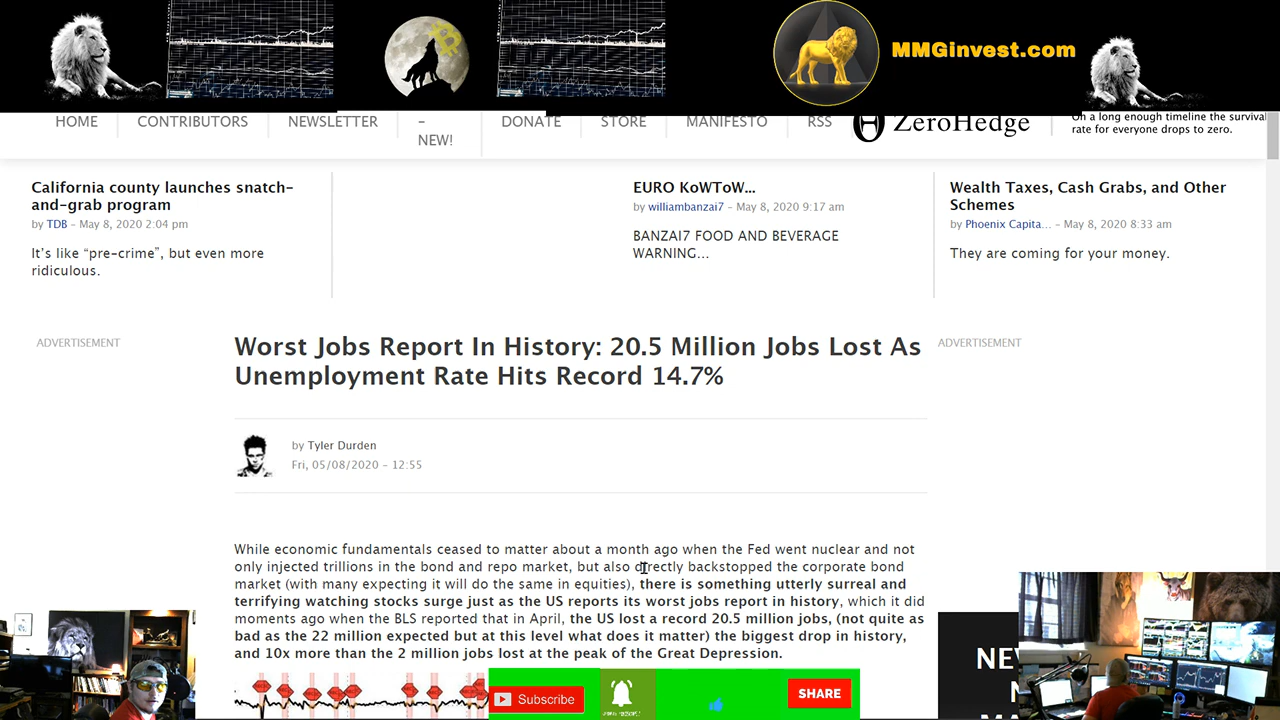 MMGinvest.com
HOME
CONTRIBUTORS
NEWSLETTER
–
NEW!
DONATE
STORE
MANIFESTO
RSS
ZeroHedge
On a long enough timeline the survival
rate for everyone drops to zero.
California county launches snatch-
and-grab program
by TDB – May 8, 2020 2:04 pm
It's like “pre-crime”, but even more
ridiculous.
EURO KoWToW...
by williambanzai7 – May 8, 2020 9:17 am
BANZAI7 FOOD AND BEVERAGE
WARNING...
Wealth Taxes, Cash Grabs, and Other
Schemes
by Phoenix Capita... – May 8, 2020 8:33 am
They are coming for your money.
ADVERTISEMENT
Worst Jobs Report In History: 20.5 Million Jobs Lost As
Unemployment Rate Hits Record 14.7%
ADVERTISEMENT
by Tyler Durden
Fri, 05/08/2020 – 12:55
While economic fundamentals ceased to matter about a month ago when the Fed went nuclear and not
only injected trillions in the bond and repo market, but also directly backstopped the corporate bond
market (with many expecting it will do the same in equities), there is something utterly surreal and
terrifying watching stocks surge just as the US reports its worst jobs report in history, which it did
moments ago when the BLS reported that in April, the US lost a record 20.5 million jobs, (not quite as
bad as the 22 million expected but at this level what does it matter) the biggest drop in history,
and 10x more than the 2 million jobs lost at the peak of the Great Depression.
Subscribe
SHARE